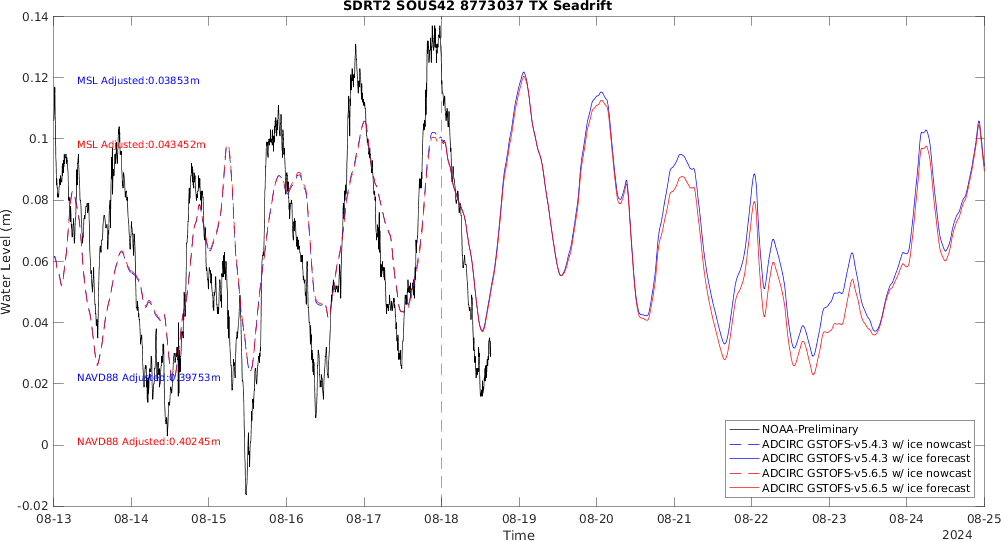 SDRT2 SOUS42 8773037 TX Seadrift
0.14
0.12
0.1
0.08
0.06
0.04
0.02
0
-0.02
Water Level (m)
MSL Adjusted:0.03853m
MSL Adjusted:0.043452m
NAVD88 Adjusted:0.39753m
NAVD88 Adjusted:0.40245m
NOAA-Preliminary
ADCIRC GSTOFS-v5.4.3 w/ ice nowcast
ADCIRC GSTOFS-v5.4.3 w/ ice forecast
ADCIRC GSTOFS-v5.6.5 w/ ice nowcast
ADCIRC GSTOFS-v5.6.5 w/ ice forecast
08-13 08-14 08-15 08-16 08-17 08-18 08-19 08-20 08-21 08-22 08-23 08-24 08-25
Time
2024